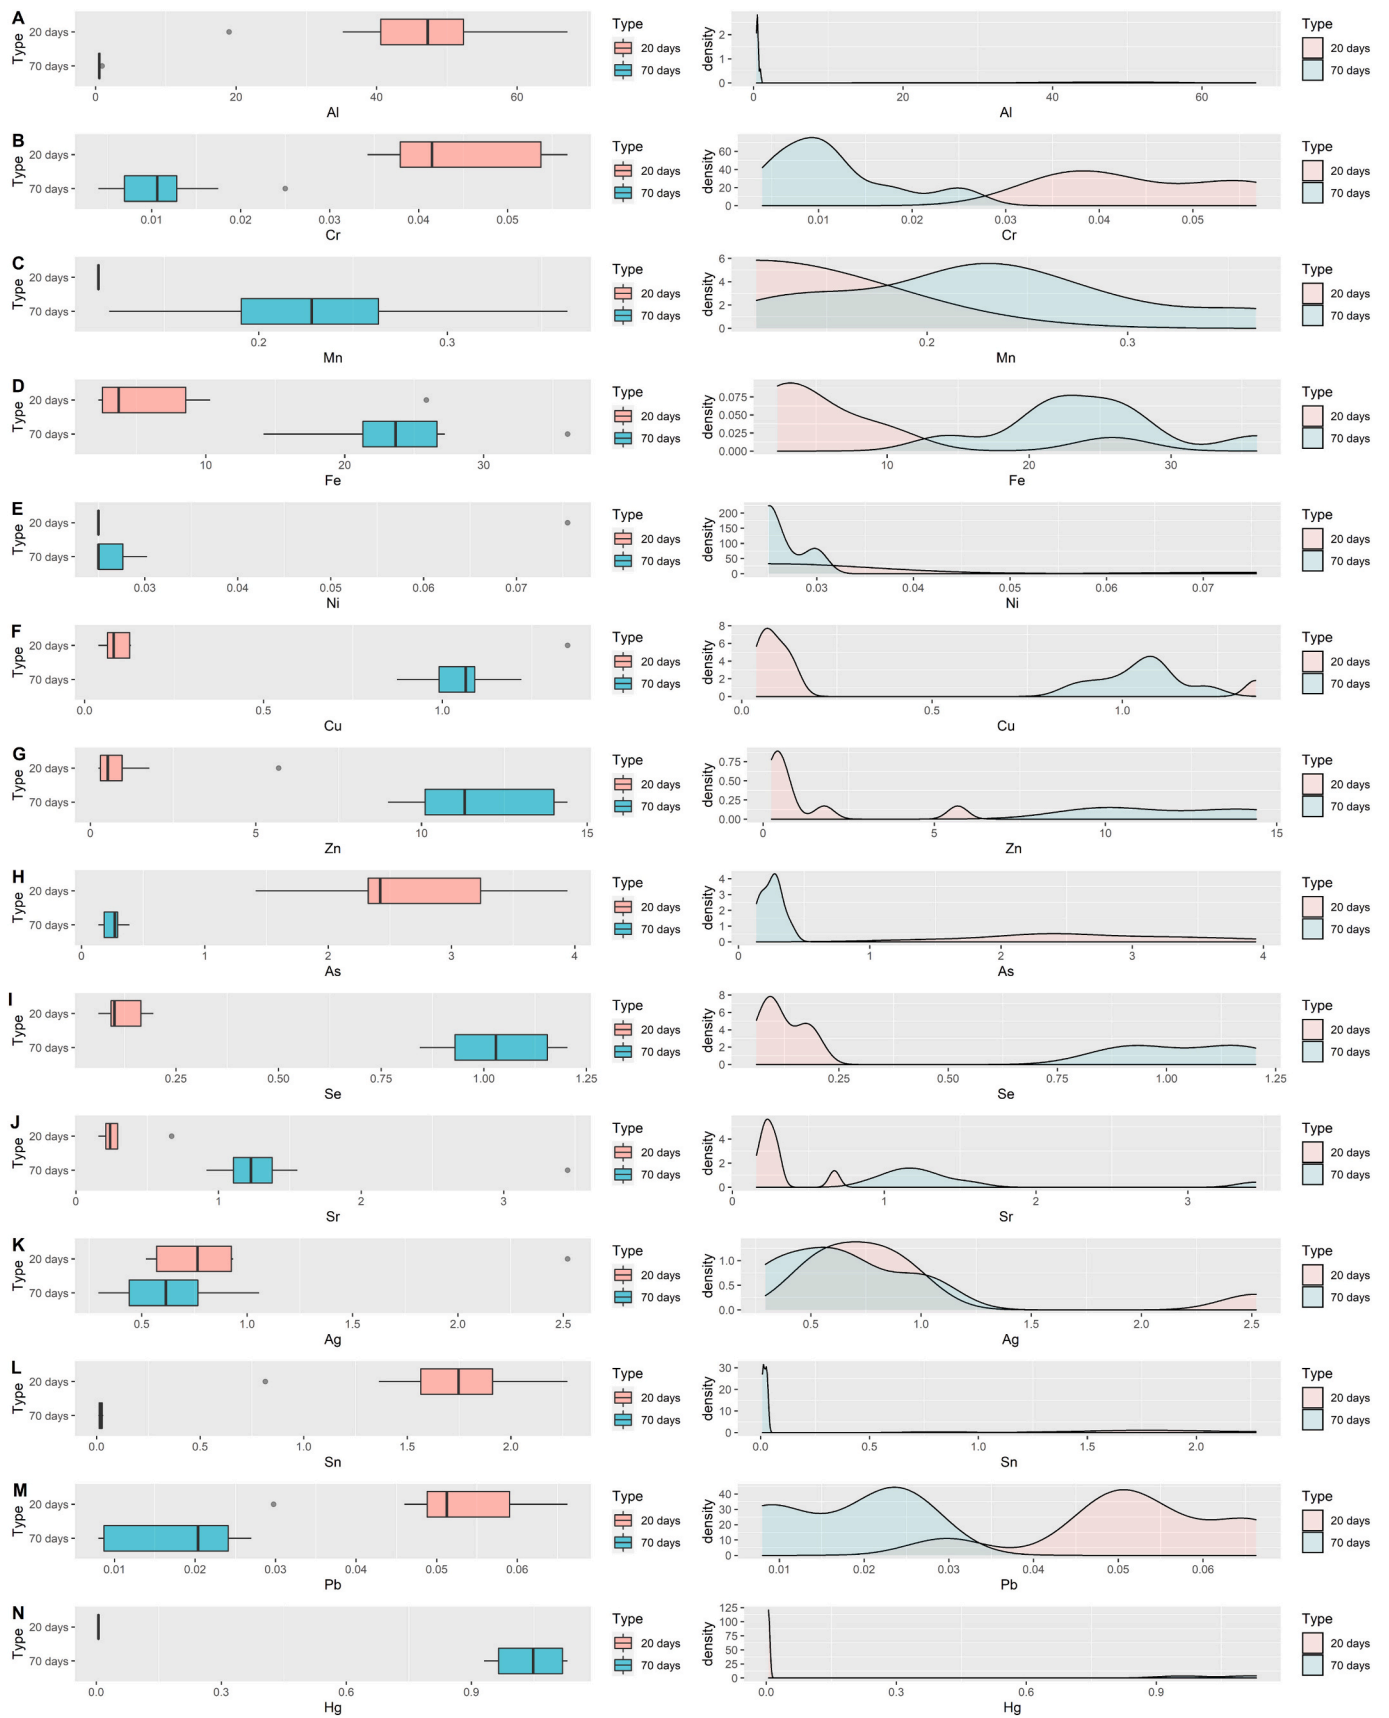 A
Type
20 days
70 days
0 20 40 60
Al
Type
20 days
70 days
density
2
1
0
0 20 40 60
Al
Type
20 days
70 days
B
Type
20 days
70 days
0.01 0.02 0.03 0.04 0.05
Cr
Type
20 days
70 days
density
60
40
20
0
0.01 0.02 0.03 0.04 0.05
Cr
Type
20 days
70 days
C
Type
20 days
70 days
0.2 0.3
Mn
Type
20 days
70 days
density
6
4
2
0
0.2 0.3
Mn
Type
20 days
70 days
D
Type
20 days
70 days
10 20 30
Fe
Type
20 days
70 days
density
0.075
0.050
0.025
0.000
10 20 30
Fe
Type
20 days
70 days
E
Type
20 days
70 days
0.03 0.04 0.05 0.06 0.07
Ni
Type
20 days
70 days
density
200
150
100
50
0
0.03 0.04 0.05 0.06 0.07
Ni
Type
20 days
70 days
F
Type
20 days
70 days
0.0 0.5 1.0
Cu
Type
20 days
70 days
density
8
6
4
2
0
0.0 0.5 1.0
Cu
Type
20 days
70 days
G
Type
20 days
70 days
0 5 10 15
Zn
Type
20 days
70 days
density
0.75
0.50
0.25
0.00
0 5 10 15
Zn
Type
20 days
70 days
H
Type
20 days
70 days
0 1 2 3 4
As
Type
20 days
70 days
density
4
3
2
1
0
0 1 2 3 4
As
Type
20 days
70 days
I
Type
20 days
70 days
0.25 0.50 0.75 1.00 1.25
Se
Type
20 days
70 days
density
8
6
4
2
0
0.25 0.50 0.75 1.00 1.25
Se
Type
20 days
70 days
J
Type
20 days
70 days
0 1 2 3
Sr
Type
20 days
70 days
density
4
2
0
0 1 2 3
Sr
Type
20 days
70 days
K
Type
20 days
70 days
0.5 1.0 1.5 2.0 2.5
Ag
Type
20 days
70 days
density
1.0
0.5
0.0
0.5 1.0 1.5 2.0 2.5
Ag
Type
20 days
70 days
L
Type
20 days
70 days
0.0 0.5 1.0 1.5 2.0
Sn
Type
20 days
70 days
density
30
20
10
0
0.0 0.5 1.0 1.5 2.0
Sn
Type
20 days
70 days
M
Type
20 days
70 days
0.01 0.02 0.03 0.04 0.05 0.06
Pb
Type
20 days
70 days
density
40
30
20
10
0
0.01 0.02 0.03 0.04 0.05 0.06
Pb
Type
20 days
70 days
N
Type
20 days
70 days
0.0 0.3 0.6 0.9
Hg
Type
20 days
70 days
density
125
100
75
50
25
0
0.0 0.3 0.6 0.9
Hg
Type
20 days
70 days